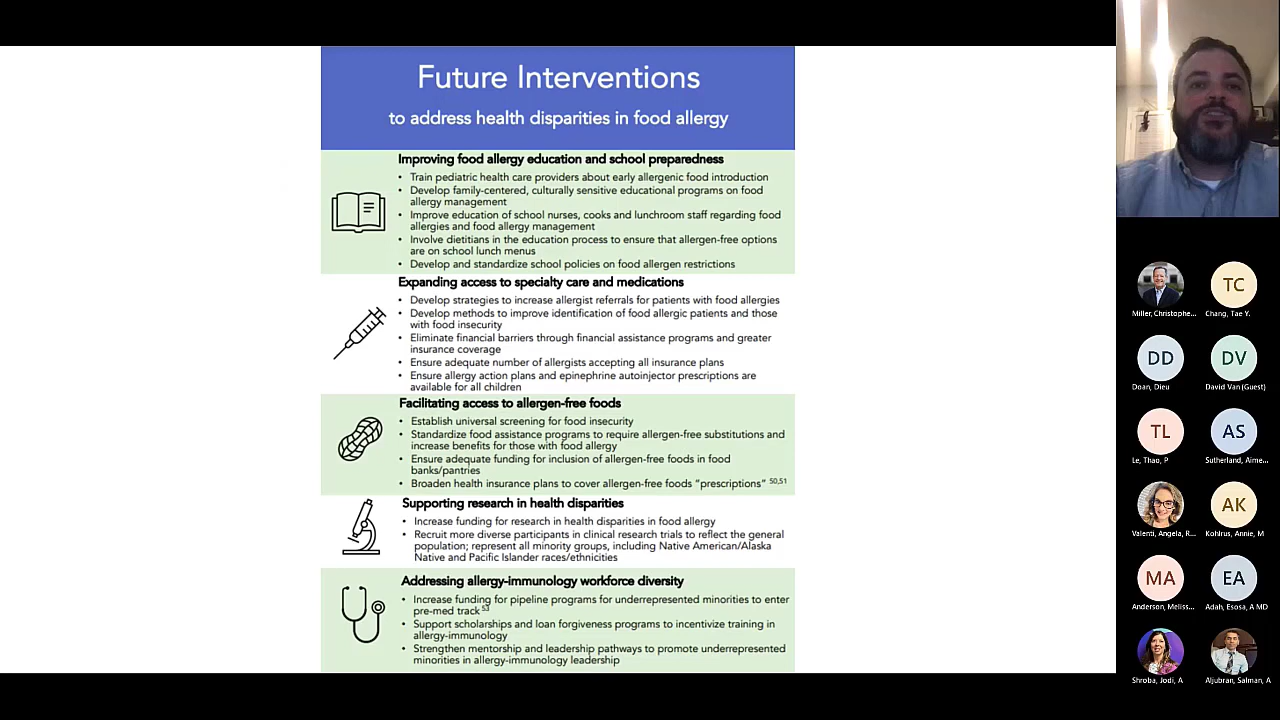 Future Interventions
to address health disparities in food allergy
Improving food allergy education and school preparedness
• Train pediatric health care providers about early allergenic food introduction
• Develop family-centered, culturally sensitive educational programs on food
allergy management
• Improve education of school nurses, cooks and lunchroom staff regarding food
allergies and food allergy management
• Involve dietitians in the education process to ensure that allergen-free options
are on school lunch menus
• Develop and standardize school policies on food allergen restrictions
Expanding access to specialty care and medications
• Develop strategies to increase allergist referrals for patients with food allergies
• Develop methods to improve identification of food allergic patients and those
with food insecurity
• Eliminate financial barriers through financial assistance programs and greater
insurance coverage
• Ensure adequate number of allergists accepting all insurance plans
• Ensure allergy action plans and epinephrine autoinjector prescriptions are
available for all children
Facilitating access to allergen-free foods
• Establish universal screening for food insecurity
• Standardize food assistance programs to require allergen-free substitutions and
increase benefits for those with food allergy
• Ensure adequate funding for inclusion of allergen-free foods in food
banks/pantries
• Broaden health insurance plans to cover allergen-free foods “prescriptions” 50,51
Supporting research in health disparities
• Increase funding for research in health disparities in food allergy
• Recruit more diverse participants in clinical research trials to reflect the general
population; represent all minority groups, including Native American/Alaska
Native and Pacific Islander races/ethnicities
Addressing allergy-immunology workforce diversity
• Increase funding for pipeline programs for underrepresented minorities to enter
pre-med track 53
• Support scholarships and loan forgiveness programs to incentivize training in
allergy-immunology
• Strengthen mentorship and leadership pathways to promote underrepresented
minorities in allergy-immunology leadership
Miller, Christophe...
TC
Chang, Tae Y.
DD
Doan, Dieu
DV
David Van (Guest)
TL
Le, Thao, P
AS
Sutherland, Aime...
Valenti, Angela, R...
AK
Kohlrus, Annie, M
MA
Anderson, Meliss...
EA
Adah, Esosa, A MD
Shroba, Jodi, A
Aljubran, Salman, A